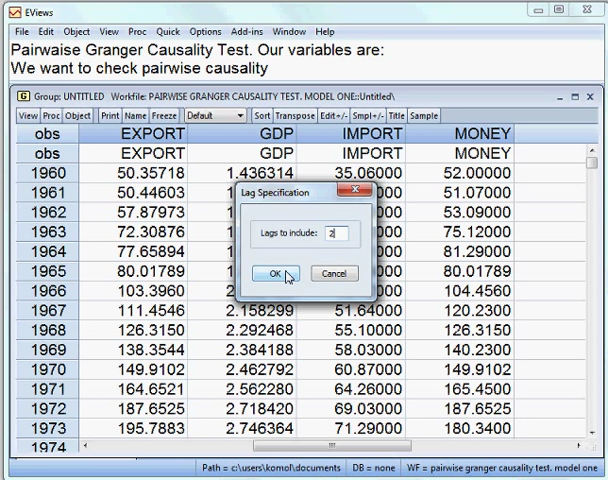 EViews
File Edit Object View Proc Quick Options Add-ins Window Help
Pairwaise Granger Causality Test. Our variables are:
We want to check pairwise causality
G Group: UNTITLED Workfile: PAIRWISE GRANGER CAUSALITY TEST. MODEL ONE::Untitled\
View Proc Object Print Name Freeze Default Sort Transpose Edit+/- Smpl+/- Title Sample
obs EXPORT GDP IMPORT MONEY
obs EXPORT GDP IMPORT MONEY
1960 50.35718 1.436314 35.06000 52.00000
1961 50.44603 1 51.07000
1962 57.87973 1 53.09000
1963 72.30876 1 75.12000
1964 77.65894 1 81.29000
1965 80.01789 1 80.01789
1966 103.3960 2 104.4560
1967 111.4546 2.158299 51.64000 120.2300
1968 126.3150 2.292468 55.10000 126.3150
1969 138.3544 2.384188 58.03000 140.2300
1970 149.9102 2.462792 60.87000 149.9102
1971 164.6521 2.562280 64.26000 165.4500
1972 187.6525 2.718420 69.03000 187.6525
1973 195.7883 2.746364 71.29000 180.3400
1974
Lag Specification
Lags to include: 2
OK Cancel
Path = c:\users\komol\documents DB = none WF = pairwise granger causality test. model one